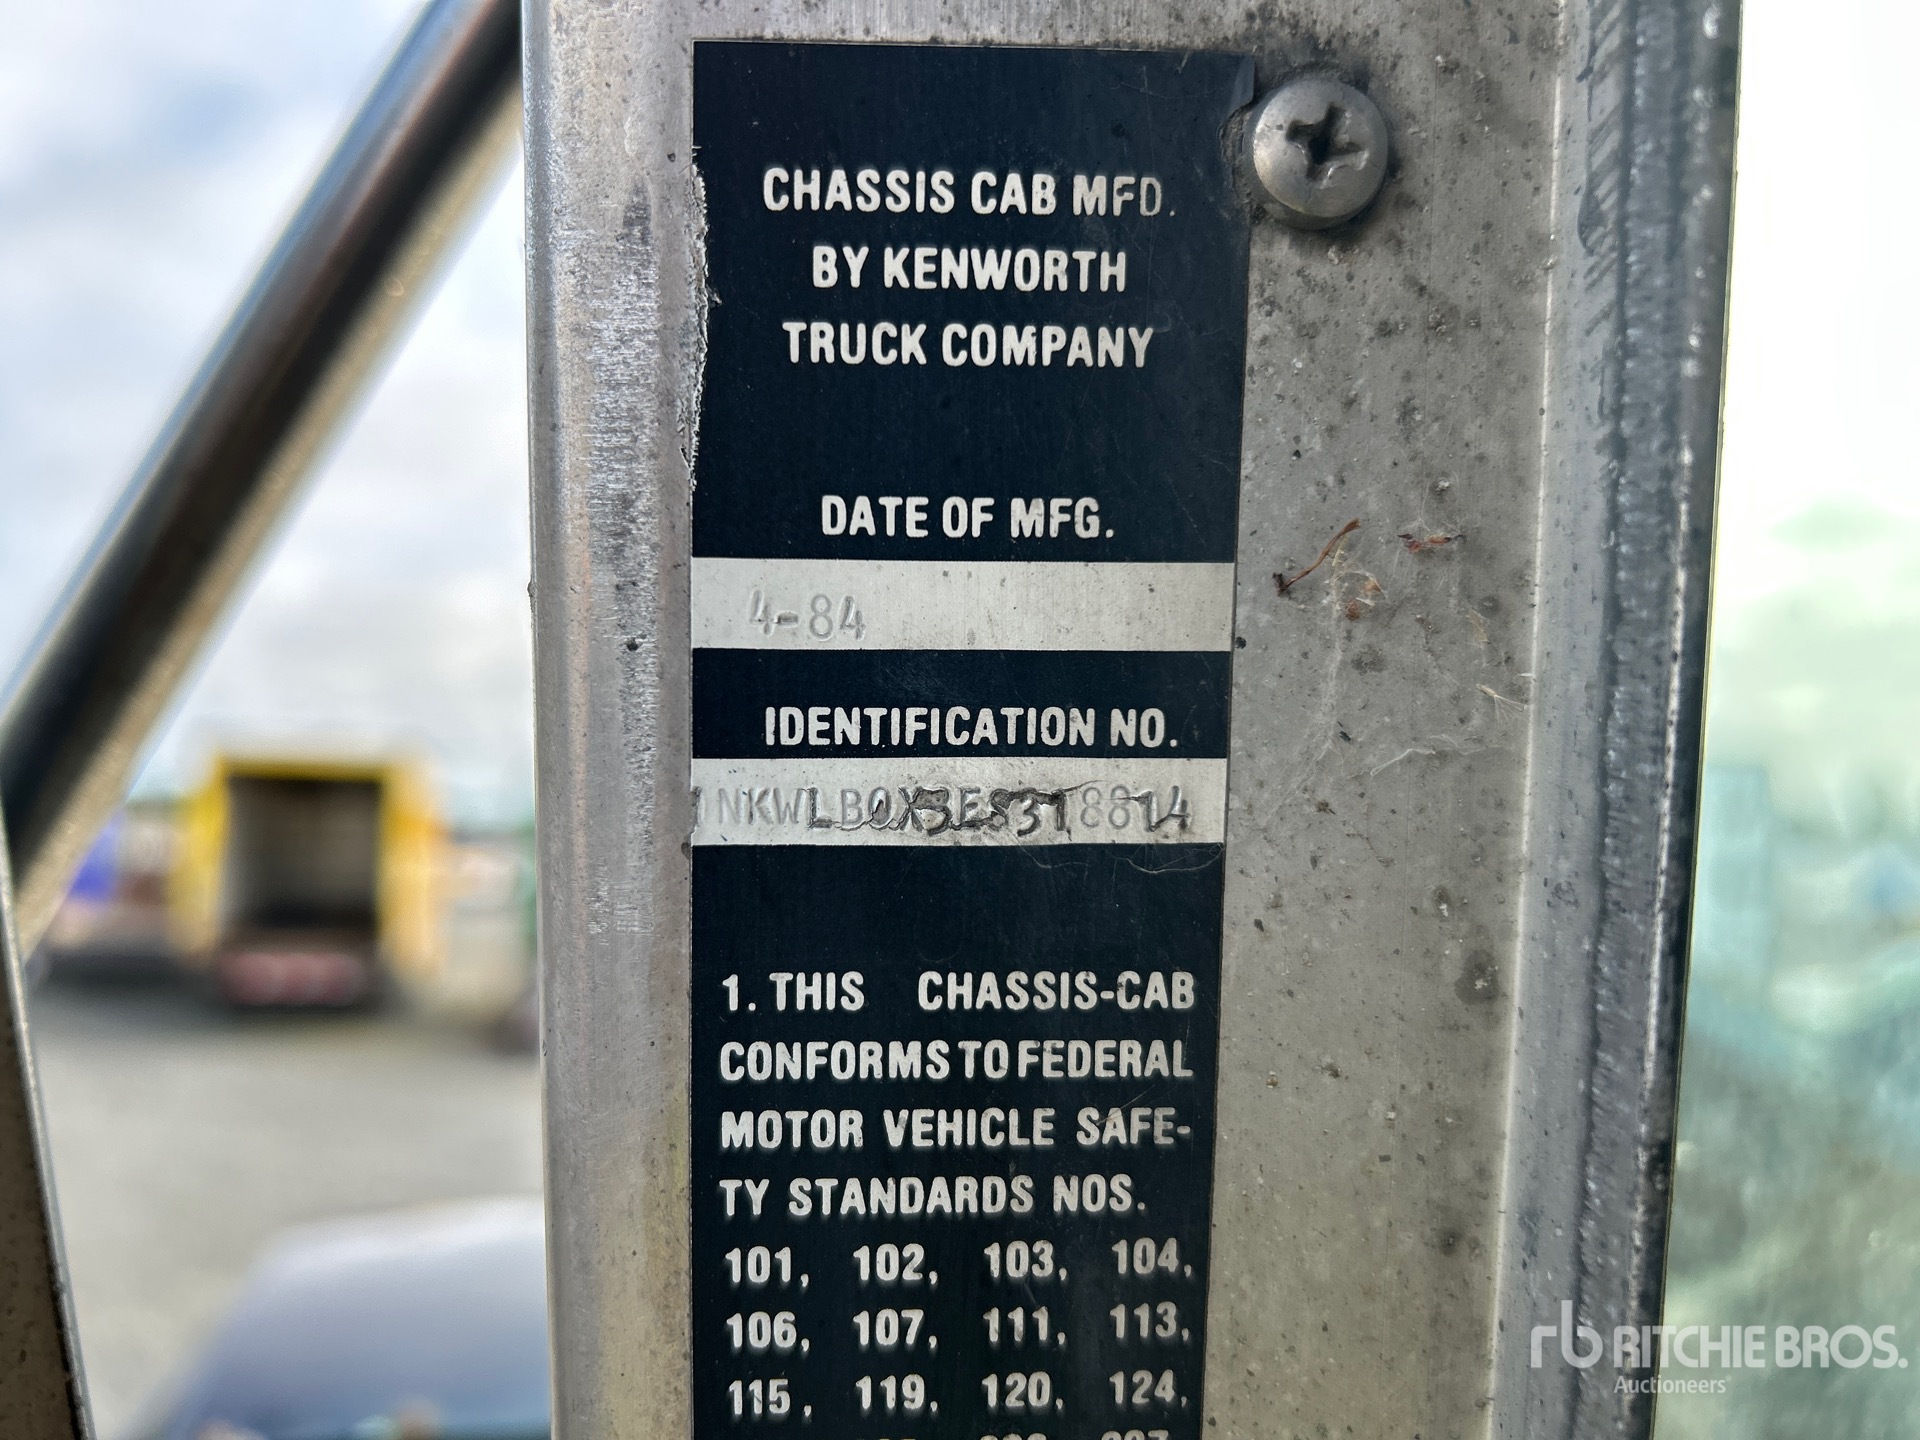 CHASSIS CAB MFD.
BY KENWORTH
TRUCK COMPANY
DATE OF MFG.
4-84
IDENTIFICATION NO.
1. THIS CHASSIS-CAB
CONFORMS TO FEDERAL
MOTOR VEHICLE SAFE-
TY STANDARDS NOS.
101, 102, 103, 104,
106, 107, 111, 113,
115, 119, 120, 124,
rb RITCHIE BROS.
Auctioneers